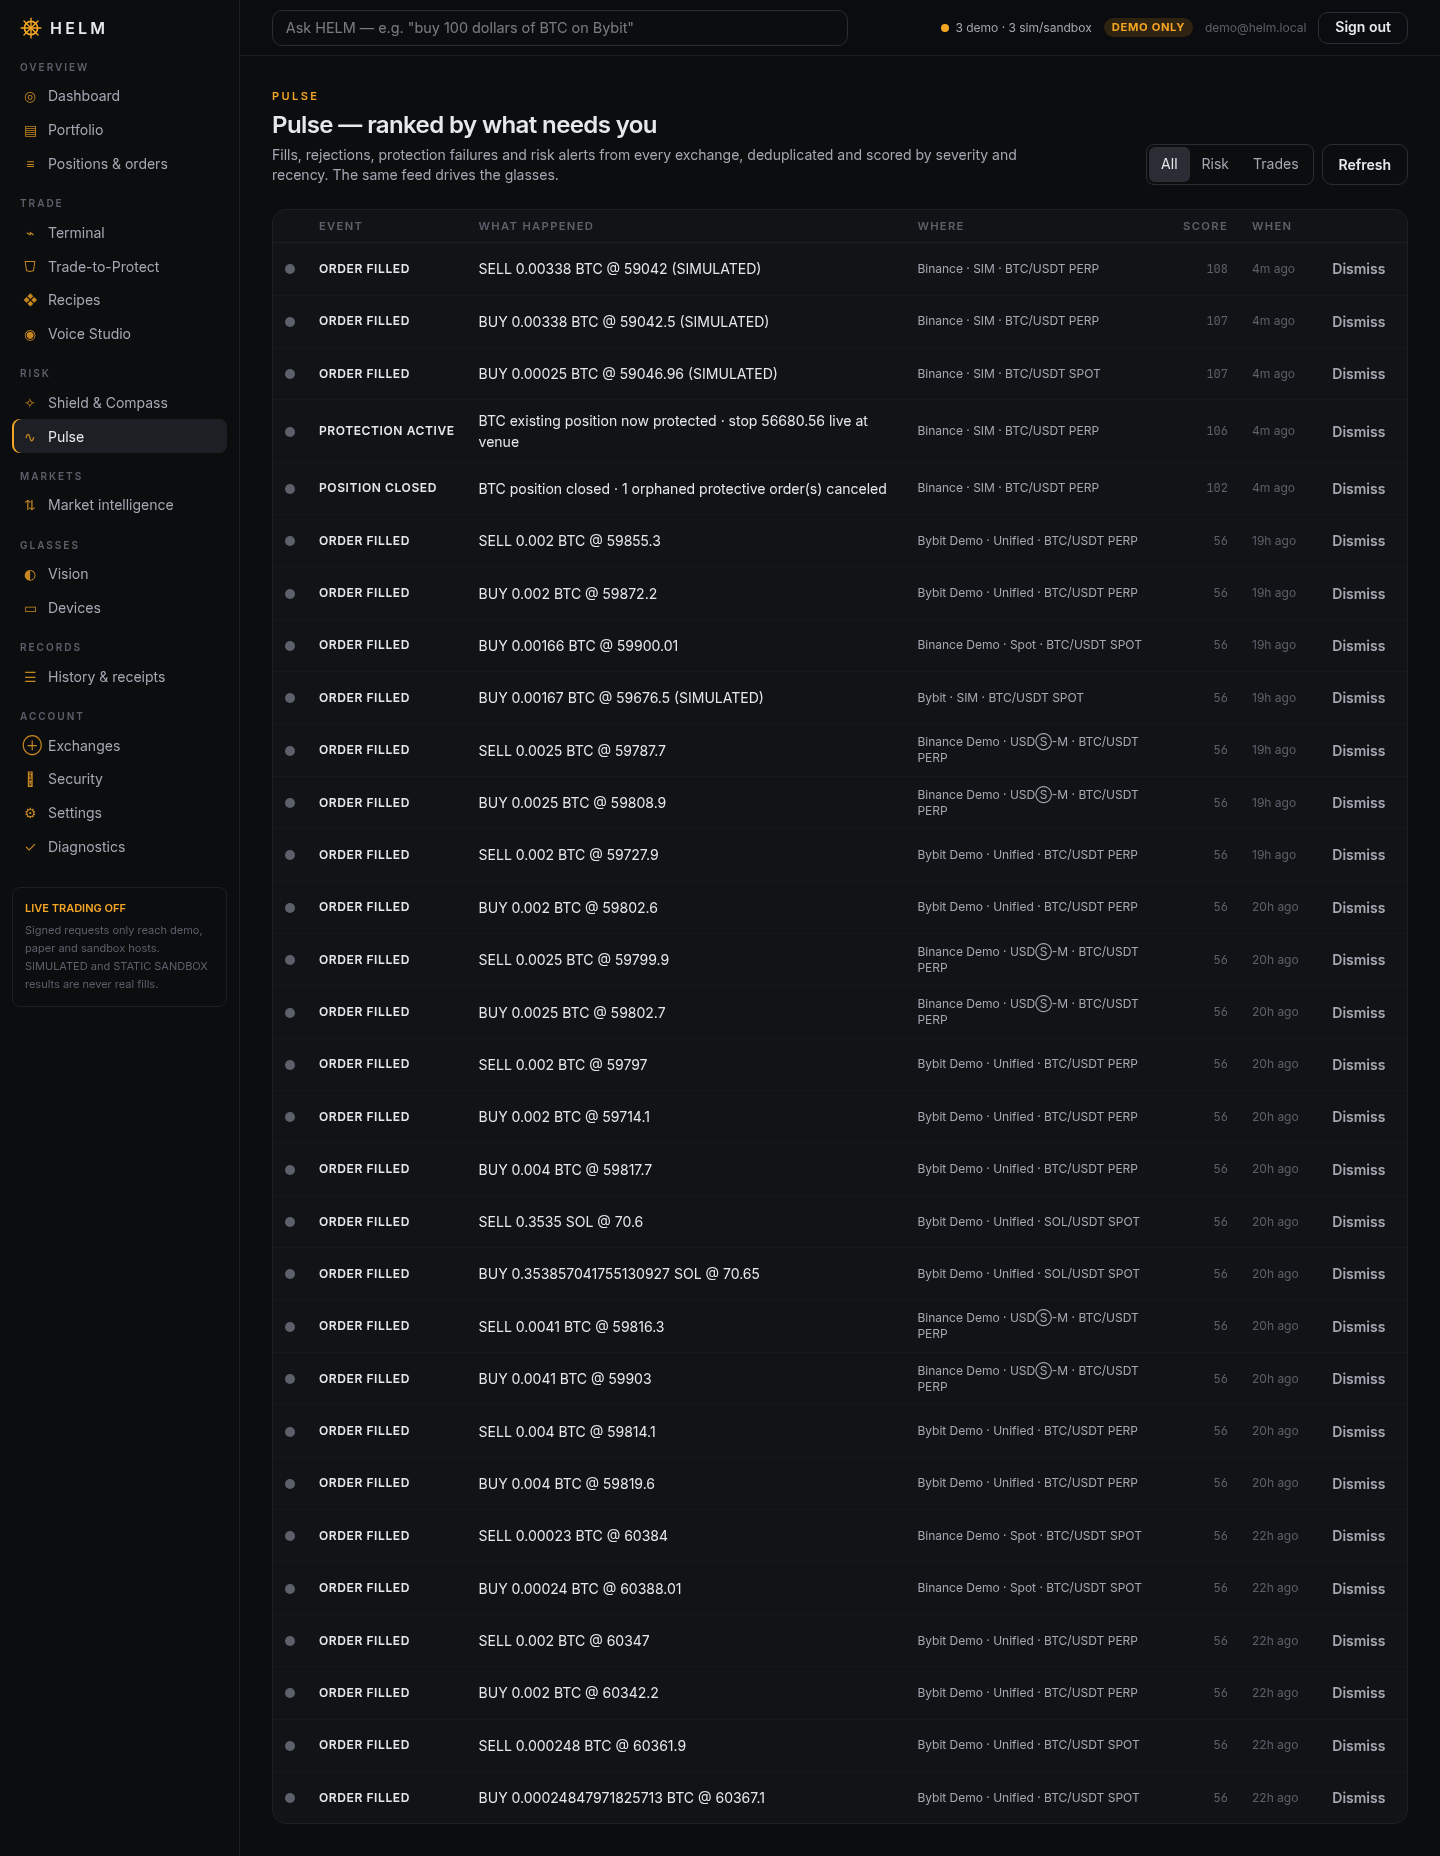 HELM
Ask HELM — e.g. "buy 100 dollars of BTC on Bybit"
3 demo · 3 sim/sandbox
DEMO ONLY
demo@helm.local
Sign out
OVERVIEW
Dashboard
Portfolio
Positions & orders
TRADE
Terminal
Trade-to-Protect
Recipes
Voice Studio
RISK
Shield & Compass
Pulse
MARKETS
Market intelligence
GLASSES
Vision
Devices
RECORDS
History & receipts
ACCOUNT
Exchanges
Security
Settings
Diagnostics
LIVE TRADING OFF
Signed requests only reach demo,
paper and sandbox hosts.
SIMULATED and STATIC SANDBOX
results are never real fills.
PULSE
Pulse — ranked by what needs you
Fills, rejections, protection failures and risk alerts from every exchange, deduplicated and scored by severity and
recency. The same feed drives the glasses.
All Risk Trades
Refresh
EVENT WHAT HAPPENED WHERE SCORE WHEN
ORDER FILLED SELL 0.00338 BTC @ 59042 (SIMULATED) Binance · SIM · BTC/USDT PERP 108 4m ago Dismiss
ORDER FILLED BUY 0.00338 BTC @ 59042.5 (SIMULATED) Binance · SIM · BTC/USDT PERP 107 4m ago Dismiss
ORDER FILLED BUY 0.00025 BTC @ 59046.96 (SIMULATED) Binance · SIM · BTC/USDT SPOT 107 4m ago Dismiss
PROTECTION ACTIVE BTC existing position now protected · stop 56680.56 live at
venue Binance · SIM · BTC/USDT PERP 106 4m ago Dismiss
POSITION CLOSED BTC position closed · 1 orphaned protective order(s) canceled Binance · SIM · BTC/USDT PERP 102 4m ago Dismiss
ORDER FILLED SELL 0.002 BTC @ 59855.3 Bybit Demo · Unified · BTC/USDT PERP 56 19h ago Dismiss
ORDER FILLED BUY 0.002 BTC @ 59872.2 Bybit Demo · Unified · BTC/USDT PERP 56 19h ago Dismiss
ORDER FILLED BUY 0.00166 BTC @ 59900.01 Binance Demo · Spot · BTC/USDT SPOT 56 19h ago Dismiss
ORDER FILLED BUY 0.00167 BTC @ 59676.5 (SIMULATED) Bybit · SIM · BTC/USDT SPOT 56 19h ago Dismiss
ORDER FILLED SELL 0.0025 BTC @ 59787.7 Binance Demo · USDⓈ-M · BTC/USDT
PERP 56 19h ago Dismiss
ORDER FILLED BUY 0.0025 BTC @ 59808.9 Binance Demo · USDⓈ-M · BTC/USDT
PERP 56 19h ago Dismiss
ORDER FILLED SELL 0.002 BTC @ 59727.9 Bybit Demo · Unified · BTC/USDT PERP 56 19h ago Dismiss
ORDER FILLED BUY 0.002 BTC @ 59802.6 Bybit Demo · Unified · BTC/USDT PERP 56 20h ago Dismiss
ORDER FILLED SELL 0.0025 BTC @ 59799.9 Binance Demo · USDⓈ-M · BTC/USDT
PERP 56 20h ago Dismiss
ORDER FILLED BUY 0.0025 BTC @ 59802.7 Binance Demo · USDⓈ-M · BTC/USDT
PERP 56 20h ago Dismiss
ORDER FILLED SELL 0.002 BTC @ 59797 Bybit Demo · Unified · BTC/USDT PERP 56 20h ago Dismiss
ORDER FILLED BUY 0.002 BTC @ 59714.1 Bybit Demo · Unified · BTC/USDT PERP 56 20h ago Dismiss
ORDER FILLED BUY 0.004 BTC @ 59817.7 Bybit Demo · Unified · BTC/USDT PERP 56 20h ago Dismiss
ORDER FILLED SELL 0.3535 SOL @ 70.6 Bybit Demo · Unified · SOL/USDT SPOT 56 20h ago Dismiss
ORDER FILLED BUY 0.353857041755130927 SOL @ 70.65 Bybit Demo · Unified · SOL/USDT SPOT 56 20h ago Dismiss
ORDER FILLED SELL 0.0041 BTC @ 59816.3 Binance Demo · USDⓈ-M · BTC/USDT
PERP 56 20h ago Dismiss
ORDER FILLED BUY 0.0041 BTC @ 59903 Binance Demo · USDⓈ-M · BTC/USDT
PERP 56 20h ago Dismiss
ORDER FILLED SELL 0.004 BTC @ 59814.1 Bybit Demo · Unified · BTC/USDT PERP 56 20h ago Dismiss
ORDER FILLED BUY 0.004 BTC @ 59819.6 Bybit Demo · Unified · BTC/USDT PERP 56 20h ago Dismiss
ORDER FILLED SELL 0.00023 BTC @ 60384 Binance Demo · Spot · BTC/USDT SPOT 56 22h ago Dismiss
ORDER FILLED BUY 0.00024 BTC @ 60388.01 Binance Demo · Spot · BTC/USDT SPOT 56 22h ago Dismiss
ORDER FILLED SELL 0.002 BTC @ 60347 Bybit Demo · Unified · BTC/USDT PERP 56 22h ago Dismiss
ORDER FILLED BUY 0.002 BTC @ 60342.2 Bybit Demo · Unified · BTC/USDT PERP 56 22h ago Dismiss
ORDER FILLED SELL 0.000248 BTC @ 60361.9 Bybit Demo · Unified · BTC/USDT SPOT 56 22h ago Dismiss
ORDER FILLED BUY 0.00024847971825713 BTC @ 60367.1 Bybit Demo · Unified · BTC/USDT SPOT 56 22h ago Dismiss